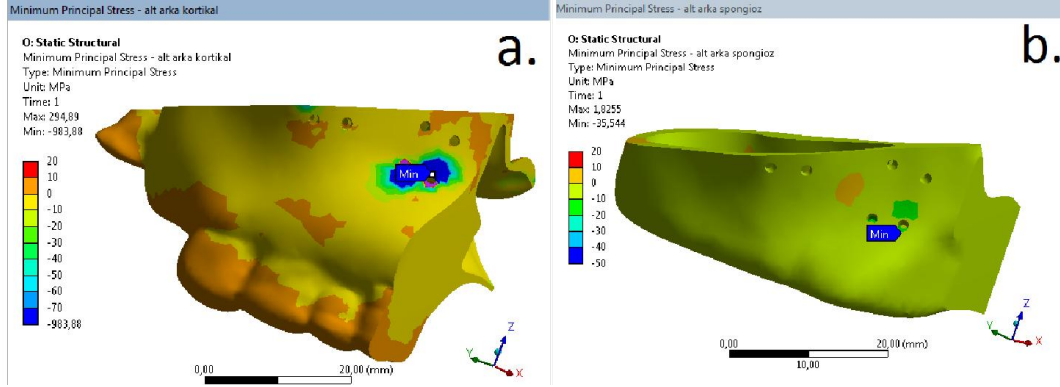 Minimum Principal Stress - alt arka kortikal
O: Static Structural
Minimum Principal Stress - alt arka kortikal
Type: Minimum Principal Stress
Unit: MPa
Time: 1
Max: 294,89
Min: -983,88
20
10
0
-10
-20
-30
-40
-50
-60
-70
-983,88
a.
Min
Z
Y
X
0,00
20,00 (mm)
Minimum Principal Stress - alt arka spongioz
O: Static Structural
Minimum Principal Stress - alt arka spongioz
Type: Minimum Principal Stress
Unit: MPa
Time: 1
Max: 1,8255
Min: -35,544
20
10
0
-10
-20
-30
-40
-50
b.
Min
Z
Y
X
0,00
20,00 (mm)
10,00